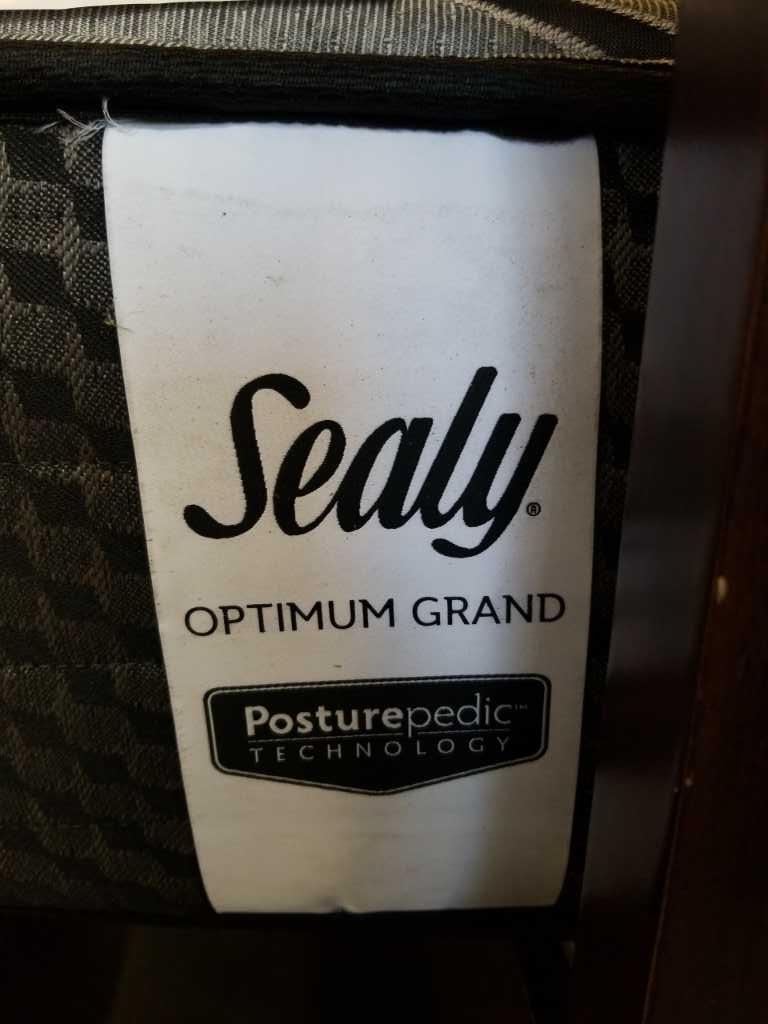 Sealy®
OPTIMUM GRAND
Posturepedic™
TECHNOLOGY